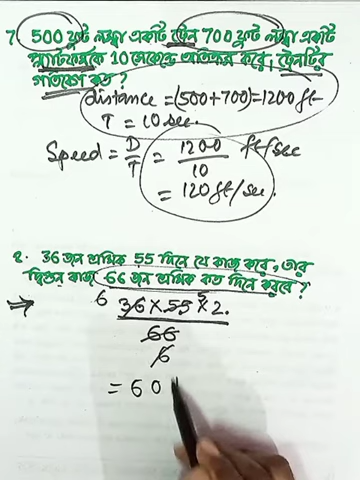 7. 500 ফুট লম্বা একটি ট্রেন 700 ফুট লম্বা একটি
প্ল্যাটফর্মকে 10 সেকেন্ডে অতিক্রম করে, ট্রেনটির
গতিবেগ কত?
distance = (500+700) = 1200 ft
T = 10 sec.
Speed = D/T = 1200/10 ft/sec
= 120 ft/sec.
২. 36 জন শ্রমিক 55 দিনে যে কাজ করে, তার
দ্বিগুন কাজ 66 জন শ্রমিক কত দিনে করবে?
⇒ 6 36 × 55 5 × 2.
66
6
= 60